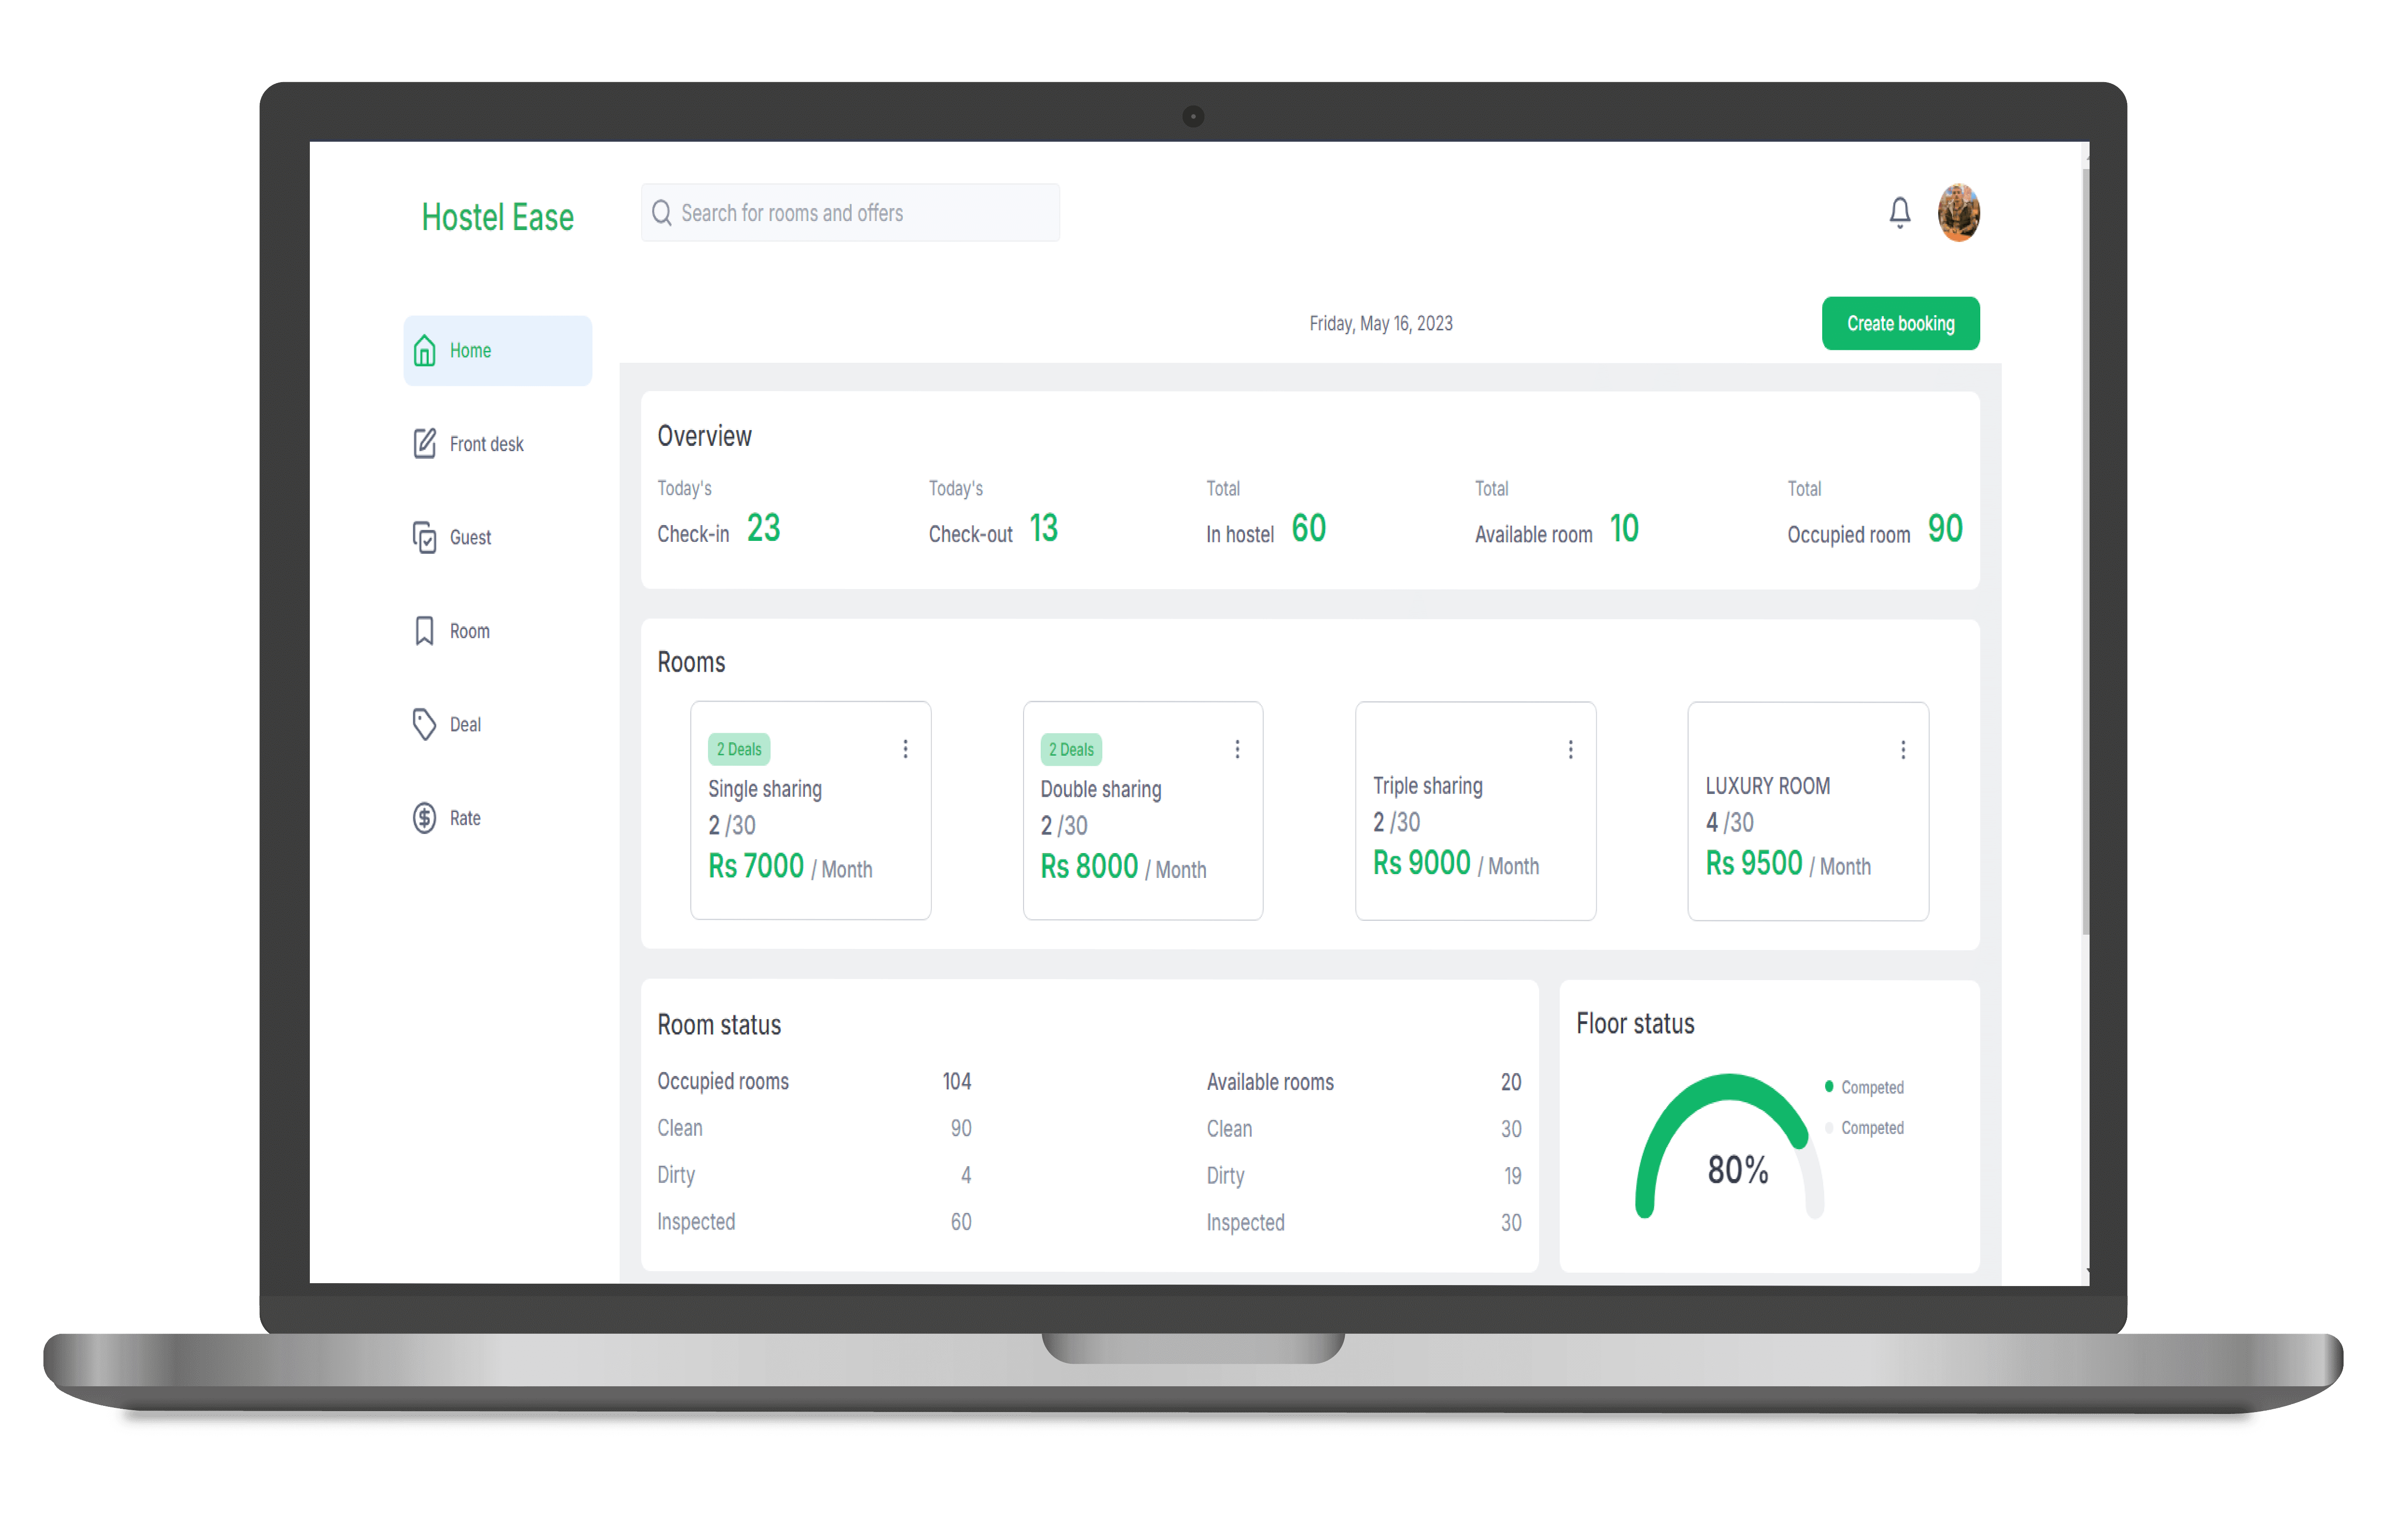 Hostel Ease
Search for rooms and offers
Friday, May 16, 2023
Create booking
Home
Front desk
Guest
Room
Deal
Rate
Overview
Today's
Check-in 23
Today's
Check-out 13
Total
In hostel 60
Total
Available room 10
Total
Occupied room 90
Rooms
2 Deals
Single sharing
2 /30
Rs 7000 / Month
2 Deals
Double sharing
2 /30
Rs 8000 / Month
Triple sharing
2 /30
Rs 9000 / Month
LUXURY ROOM
4 /30
Rs 9500 / Month
Room status
Occupied rooms 104
Clean 90
Dirty 4
Inspected 60
Available rooms 20
Clean 30
Dirty 19
Inspected 30
Floor status
Competed
Competed
80%